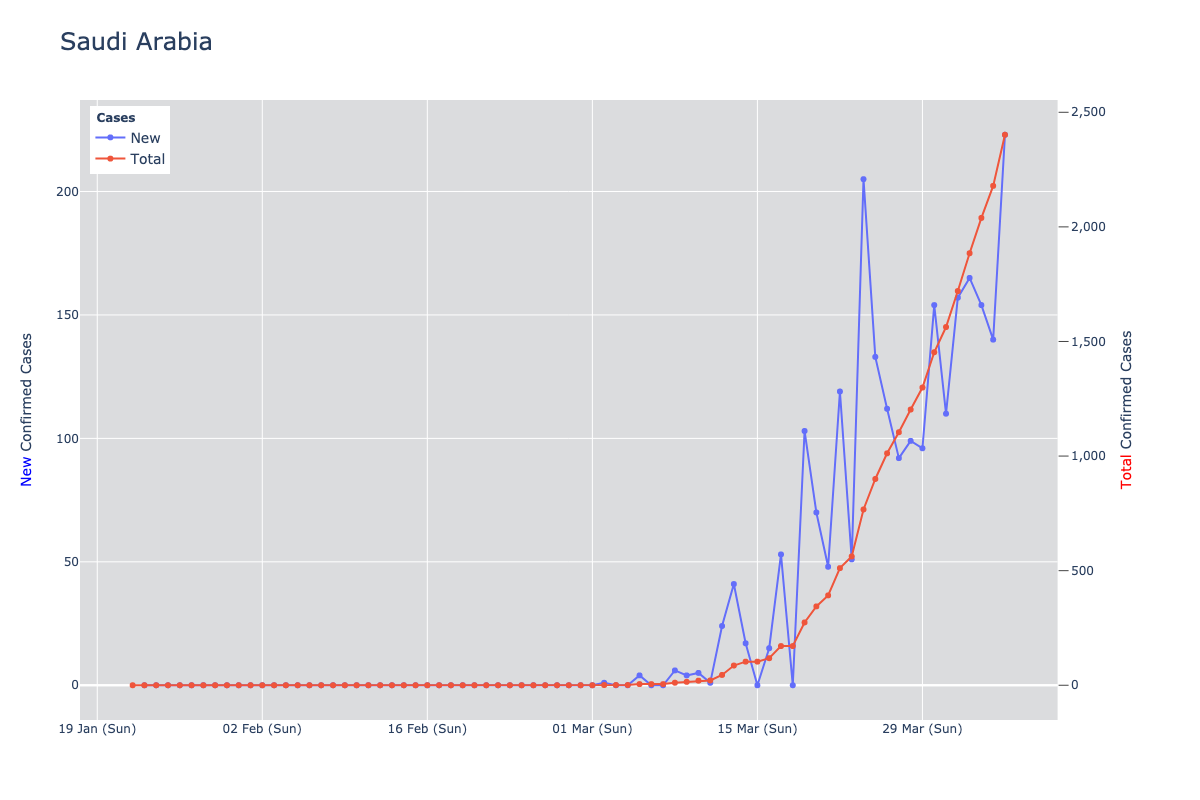 Saudi Arabia
Cases
New
Total
200
150
100
50
0
2,500
2,000
1,500
1,000
500
0
New Confirmed Cases
Total Confirmed Cases
19 Jan (Sun)
02 Feb (Sun)
16 Feb (Sun)
01 Mar (Sun)
15 Mar (Sun)
29 Mar (Sun)